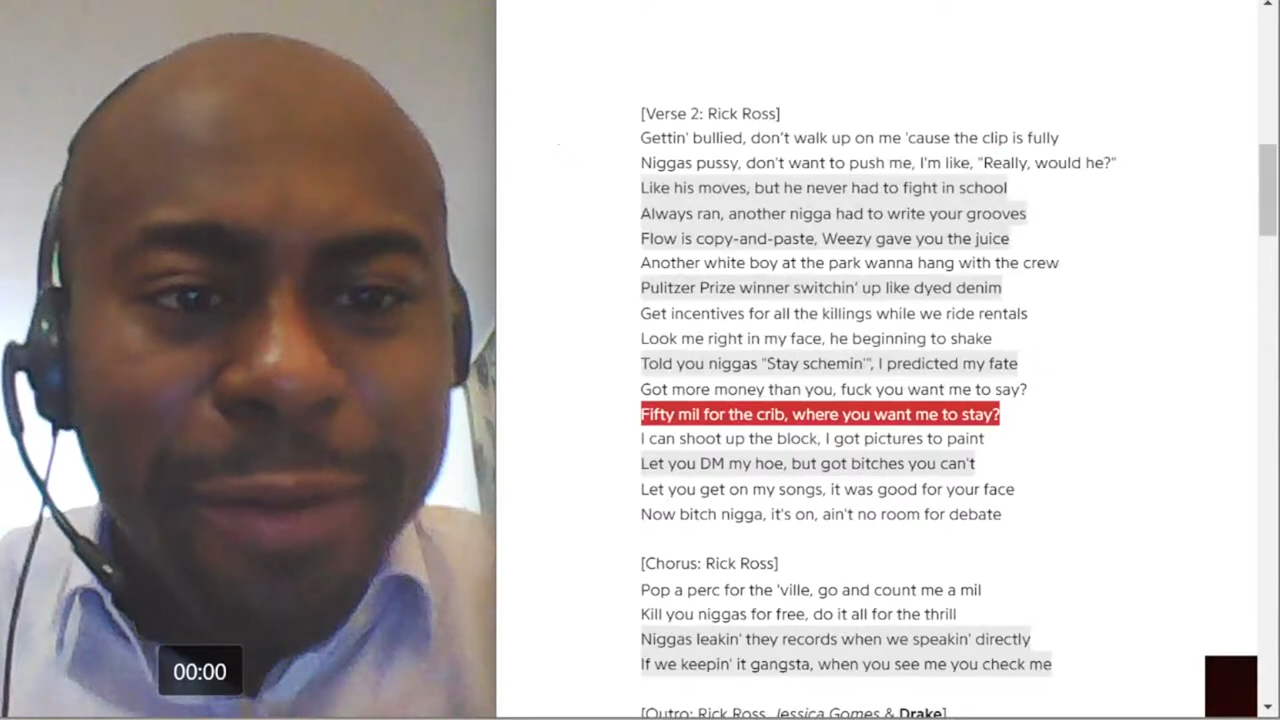 [Verse 2: Rick Ross]
Gettin' bullied, don't walk up on me 'cause the clip is fully
Niggas pussy, don't want to push me, I'm like, "Really, would he?"
Like his moves, but he never had to fight in school
Always ran, another nigga had to write your grooves
Flow is copy-and-paste, Weezy gave you the juice
Another white boy at the park wanna hang with the crew
Pulitzer Prize winner switchin' up like dyed denim
Get incentives for all the killings while we ride rentals
Look me right in my face, he beginning to shake
Told you niggas "Stay schemin'", I predicted my fate
Got more money than you, fuck you want me to say?
Fifty mil for the crib, where you want me to stay?
I can shoot up the block, I got pictures to paint
Let you DM my hoe, but got bitches you can't
Let you get on my songs, it was good for your face
Now bitch nigga, it's on, ain't no room for debate
[Chorus: Rick Ross]
Pop a perc for the 'ville, go and count me a mil
Kill you niggas for free, do it all for the thrill
Niggas leakin' they records when we speakin' directly
If we keepin' it gangsta, when you see me you check me
[Outro: Rick Ross, Jessica Gomes & Drake]
00:00